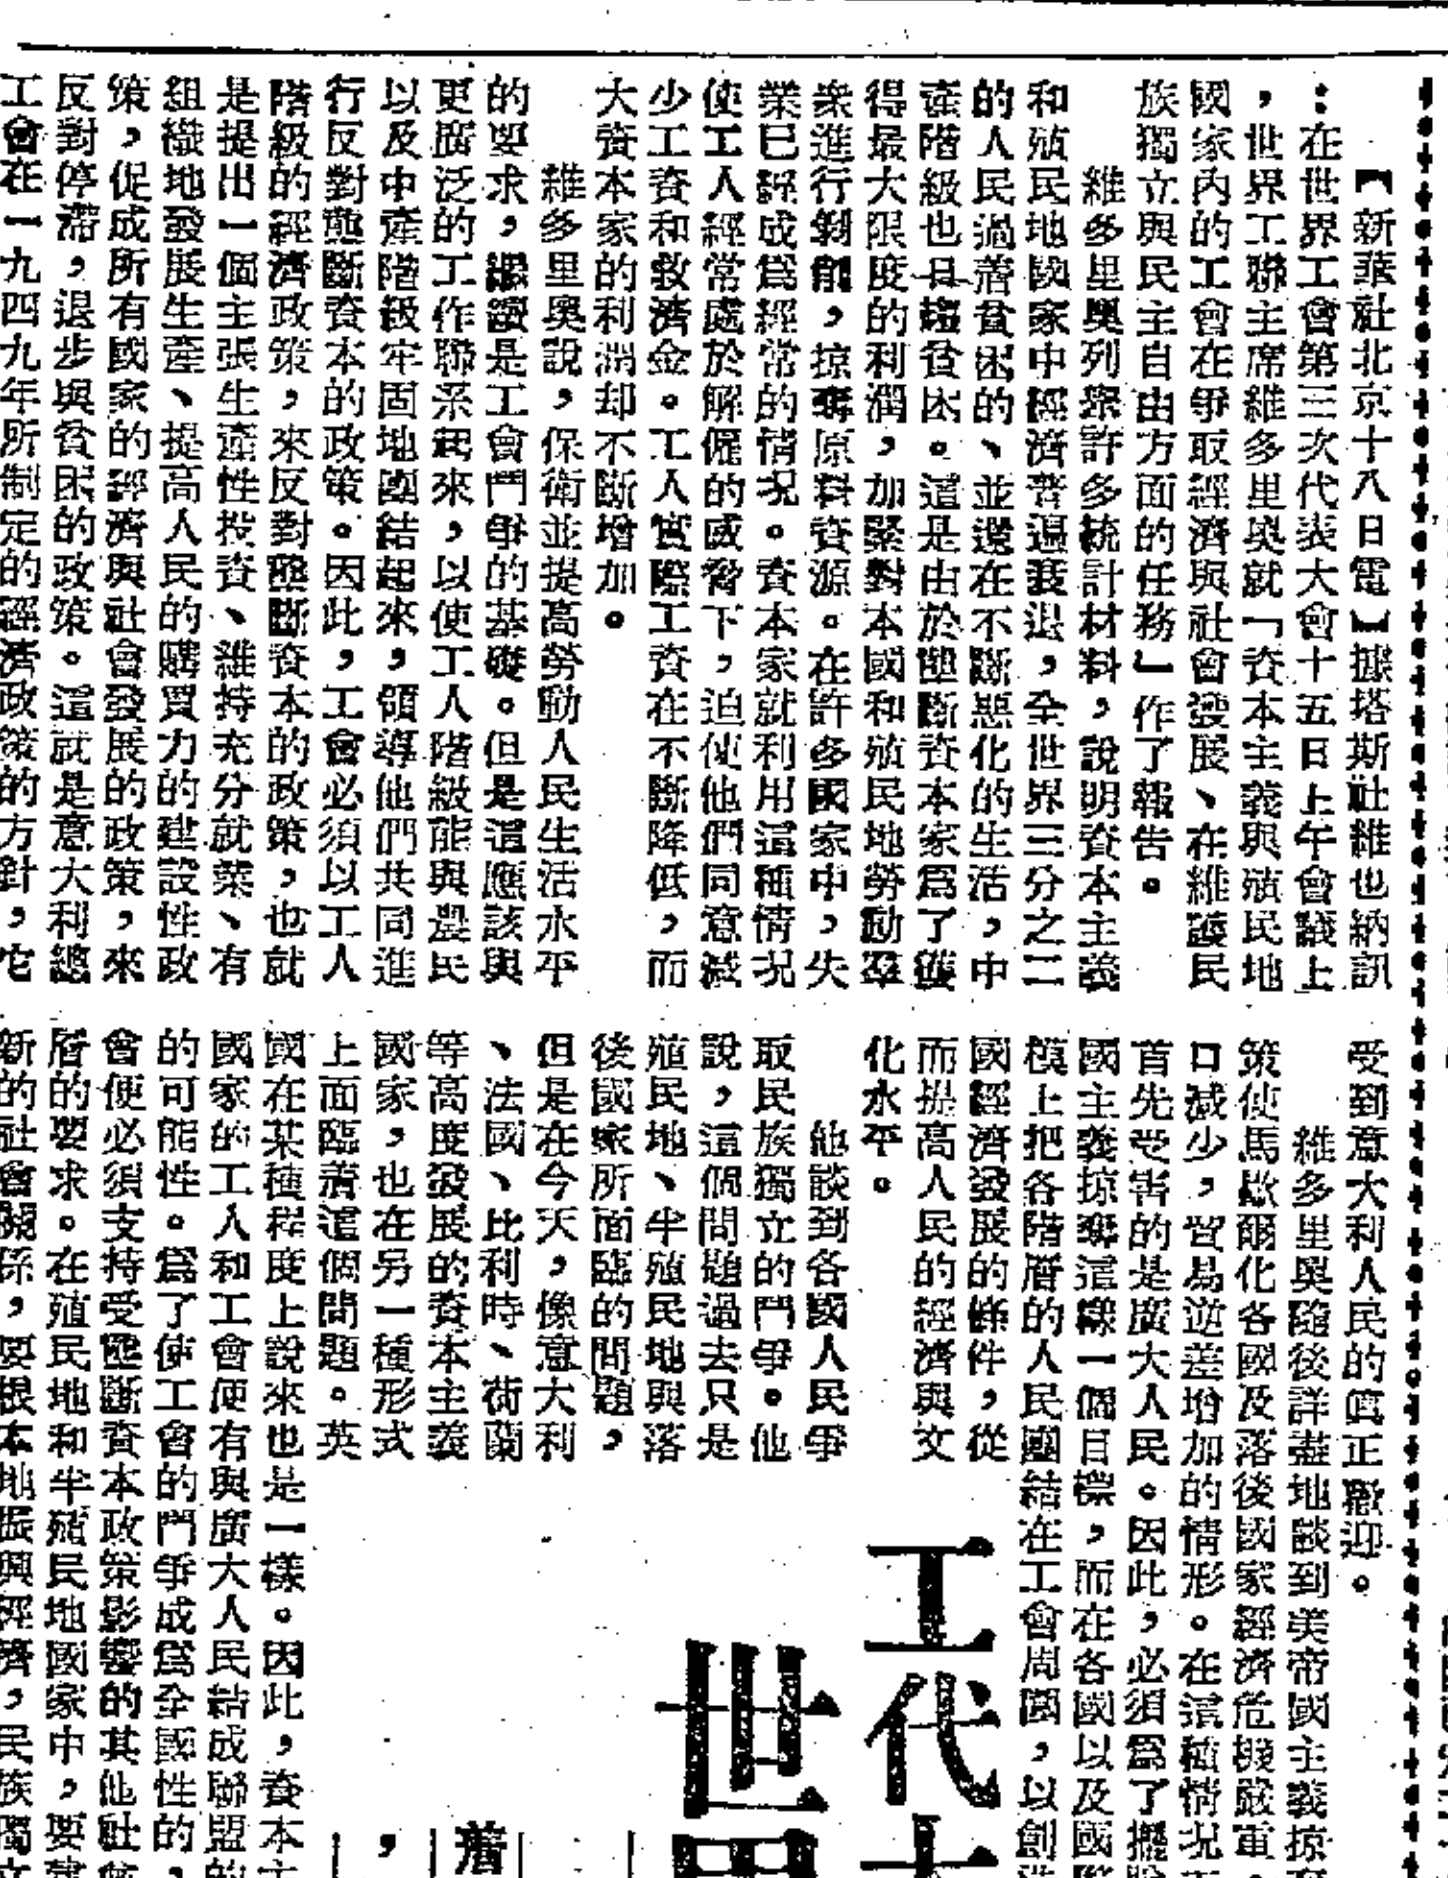 【新華社北京十八日電】據塔斯社維也納訊
：在世界工會第三次代表大會十五日上午會議上
，世界工聯主席維多里奧就「資本主義與殖民地
國家內的工會在爭取經濟與社會發展、在維護民
族獨立與民主自由方面的任務」作了報告。
維多里奧列舉許多統計材料，說明資本主義
和殖民地國家中經濟普遍衰退，全世界三分之二
的人民過着貧困的、並還在不斷惡化的生活，中
產階級也日趨貧困。這是由於壟斷資本家爲了獲
得最大限度的利潤，加緊對本國和殖民地勞動羣
衆進行剝削，掠奪原料資源。在許多國家中，失
業已經成爲經常的情況。資本家就利用這種情況
使工人經常處於解僱的威脅下，迫使他們同意減
少工資和救濟金。工人實際工資在不斷降低，而
大資本家的利潤却不斷增加。
維多里奧說，保衛並提高勞動人民生活水平
的要求，繼續是工會鬥爭的基礎。但是這應該與
更廣泛的工作聯系起來，以使工人階級能與農民
以及中產階級牢固地團結起來，領導他們共同進
行反對壟斷資本的政策。因此，工會必須以工人
階級的經濟政策，來反對壟斷資本的政策，也就
是提出一個主張生產性投資、維持充分就業、有
組織地發展生產、提高人民的購買力的建設性政
策，促成所有國家的經濟與社會發展的政策，來
反對停滯，退步與貧困的政策。這就是意大利總
工會在一九四九年所制定的經濟政策的方針，它
受到意大利人民的眞正歡迎。
維多里奧隨後詳盡地談到美帝國主義掠奪
策使馬歇爾化各國及落後國家經濟危機嚴重，
口減少，貿易逆差增加的情形。在這種情況
首先受害的是廣大人民。因此，必須爲了擺脫
國主義掠奪這樣一個目標，而在各國以及國際
模上把各階層的人民團結在工會周圍，以創造
國經濟發展的條件，從
而提高人民的經濟與文
化水平。
他談到各國人民爭
取民族獨立的鬥爭。他
說，這個問題過去只是
殖民地、半殖民地與落
後國家所面臨的問題，
但是在今天，像意大利
、法國、比利時、荷蘭
等高度發展的資本主義
國家，也在另一種形式
上面臨着這個問題。英
國在某種程度上說來也是一樣。因此，資本主
國家的工人和工會便有與廣大人民結成聯盟的
的可能性。爲了使工會的鬥爭成爲全國性的，
會便必須支持受壟斷資本政策影響的其他社會
層的要求。在殖民地和半殖民地國家中，要建
新的社會關係，要根本地振興經濟，民族獨立
工代
世
着
，